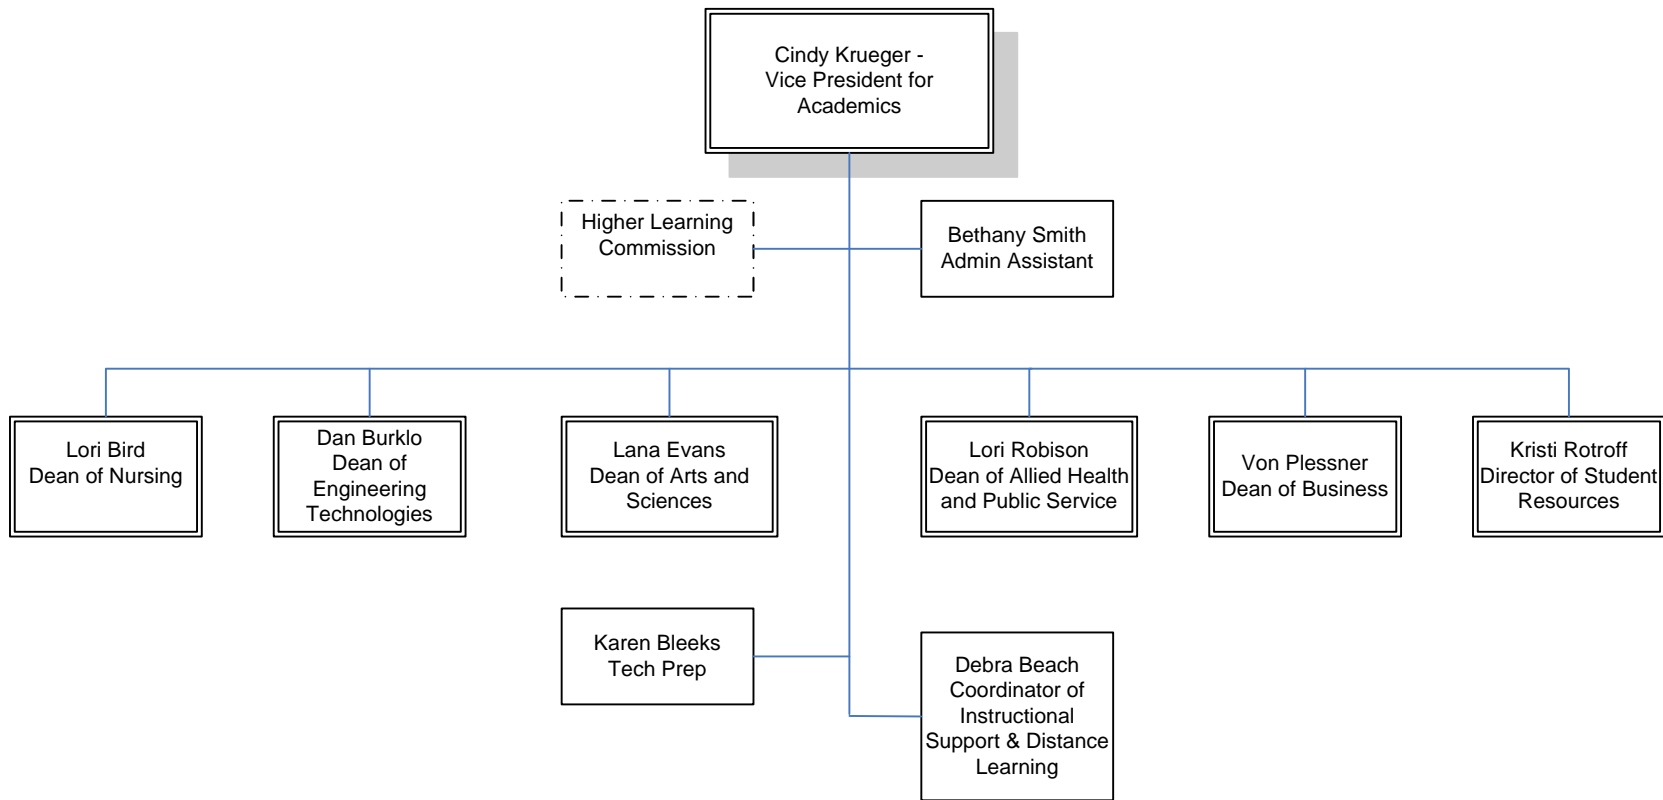 Cindy Krueger -
Vice President for
Academics
Higher Learning
Commission
Bethany Smith
Admin Assistant
Lori Bird
Dean of Nursing
Dan Burklo
Dean of
Engineering
Technologies
Lana Evans
Dean of Arts and
Sciences
Lori Robison
Dean of Allied Health
and Public Service
Von Plessner
Dean of Business
Kristi Rotroff
Director of Student
Resources
Karen Bleeks
Tech Prep
Debra Beach
Coordinator of
Instructional
Support & Distance
Learning